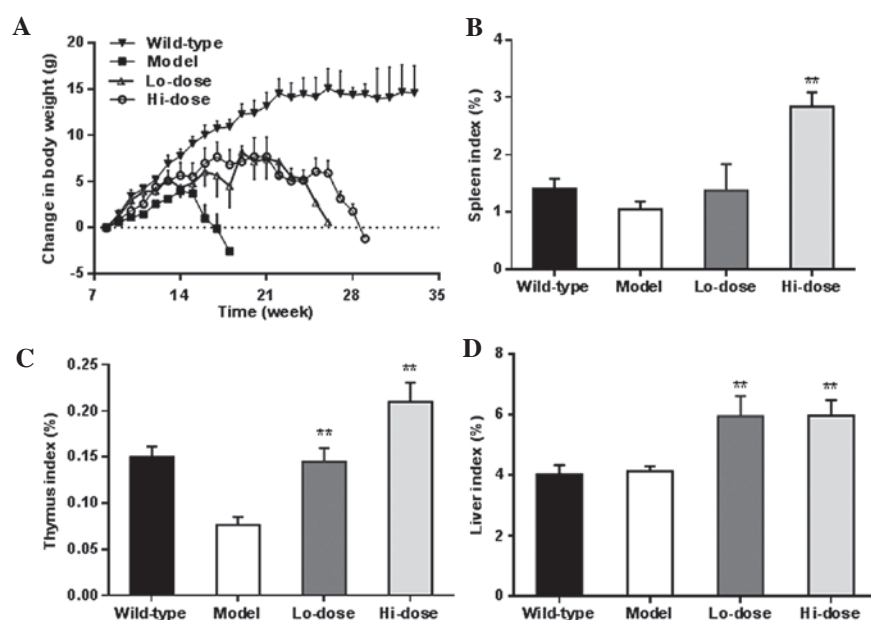 A
Change in body weight (g)
20
15
10
5
0
-5
7
14
21
28
35
Time (week)
Wild-type
Model
Lo-dose
Hi-dose
B
Spleen index (%)
4
3
2
1
0
**
Wild-type
Model
Lo-dose
Hi-dose
C
Thymus index (%)
0.25
0.20
0.15
0.10
0.05
0.00
**
**
Wild-type
Model
Lo-dose
Hi-dose
D
Liver index (%)
8
6
4
2
0
**
**
Wild-type
Model
Lo-dose
Hi-dose